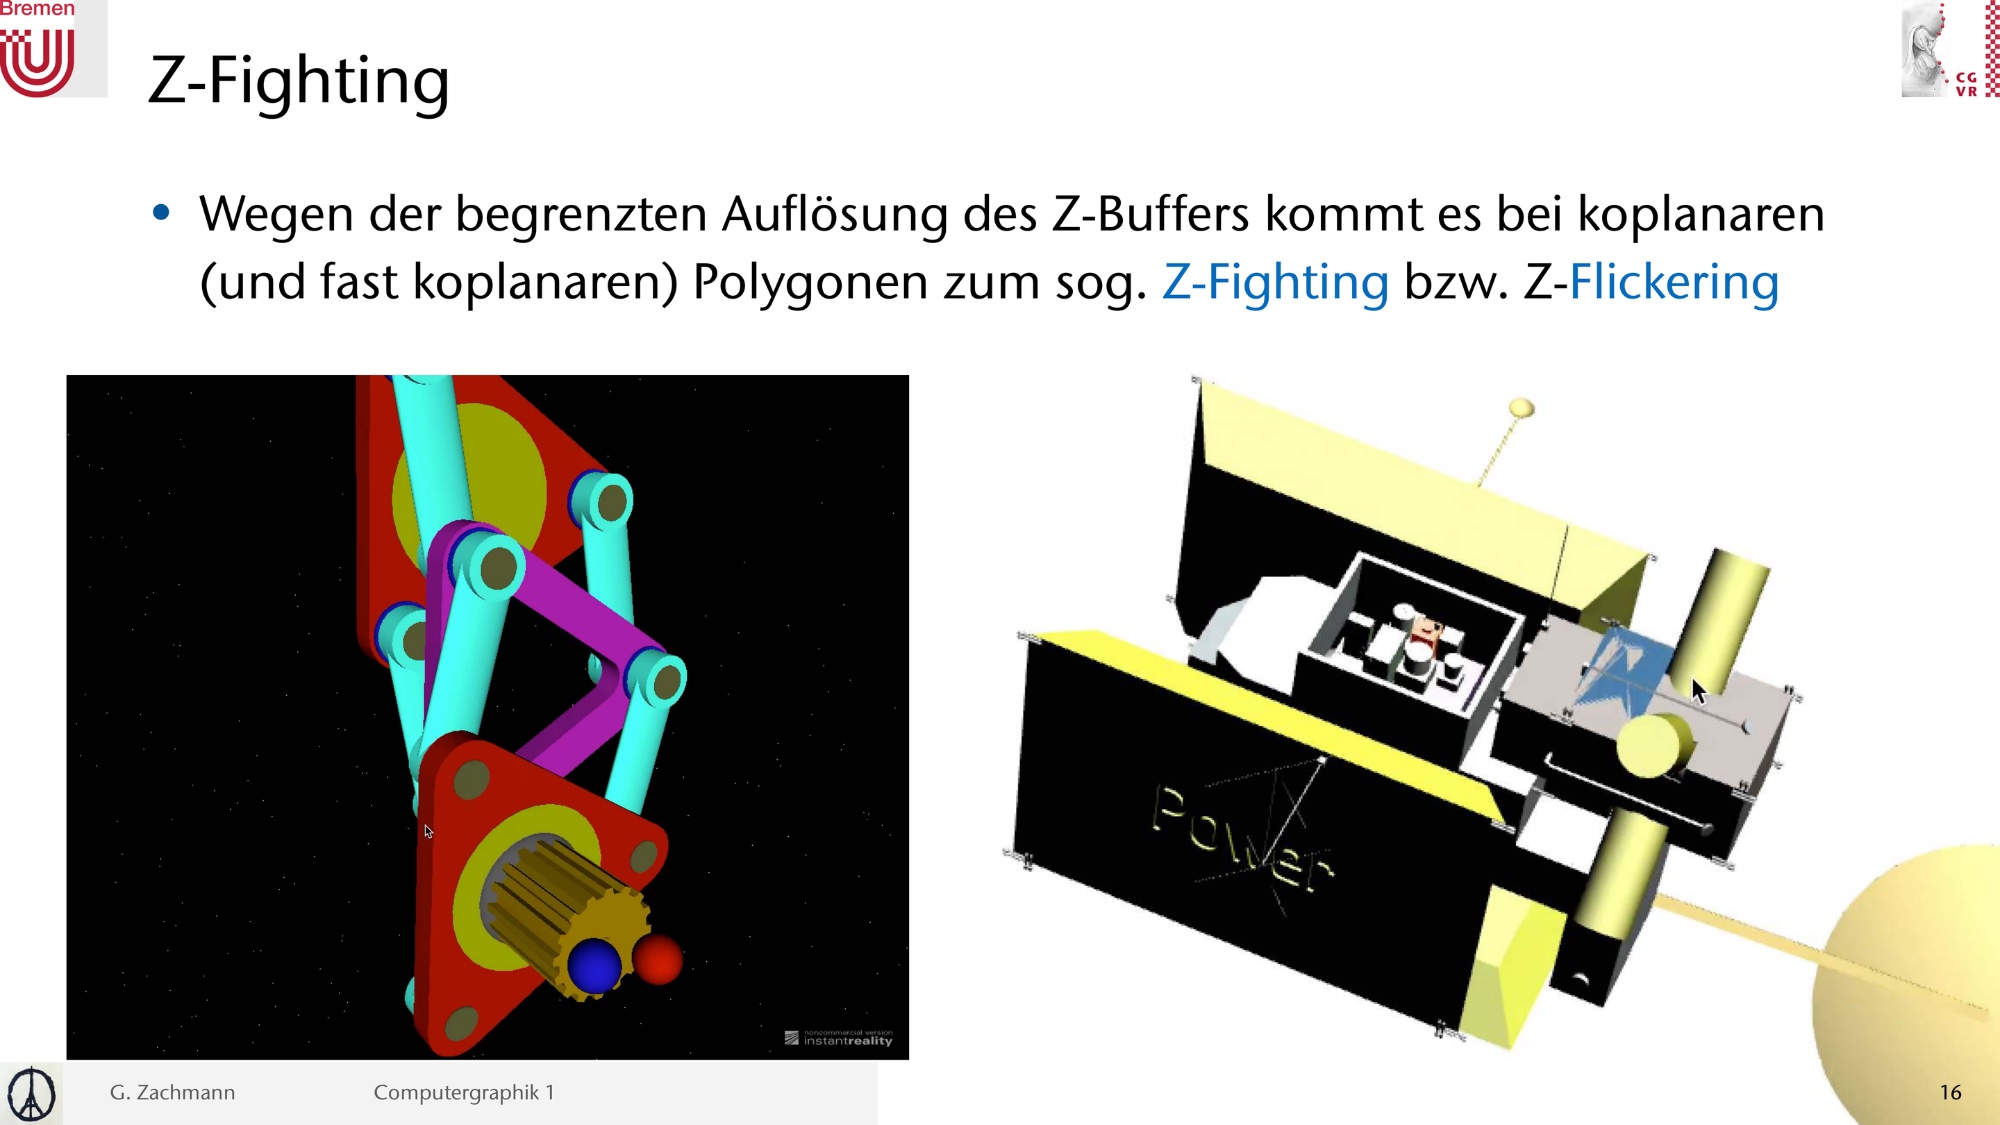 Bremen
Z-Fighting
CG
VR
• Wegen der begrenzten Auflösung des Z-Buffers kommt es bei koplanaren
(und fast koplanaren) Polygonen zum sog. Z-Fighting bzw. Z-Flickering
Power
noncommercial version
instantreality
G. Zachmann
Computergraphik 1
16